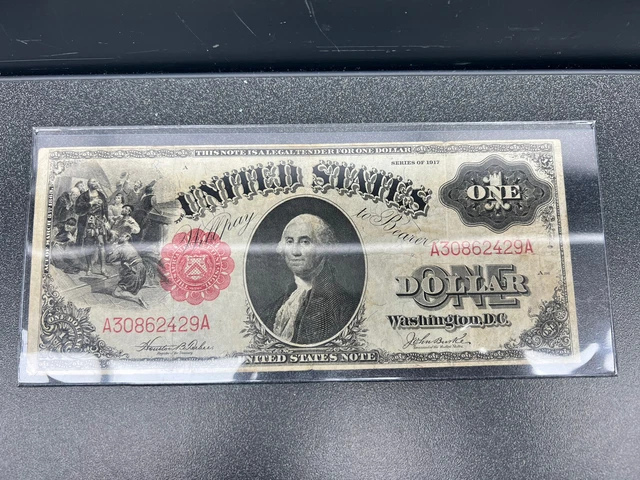 THIS NOTE IS A LEGAL TENDER FOR ONE DOLLAR
A
SERIES OF 1917
UNITED STATES
ONE
Will pay to Bearer
A30862429A
ONE
DOLLAR
A30862429A
Washington, D.C.
UNITED STATES NOTE